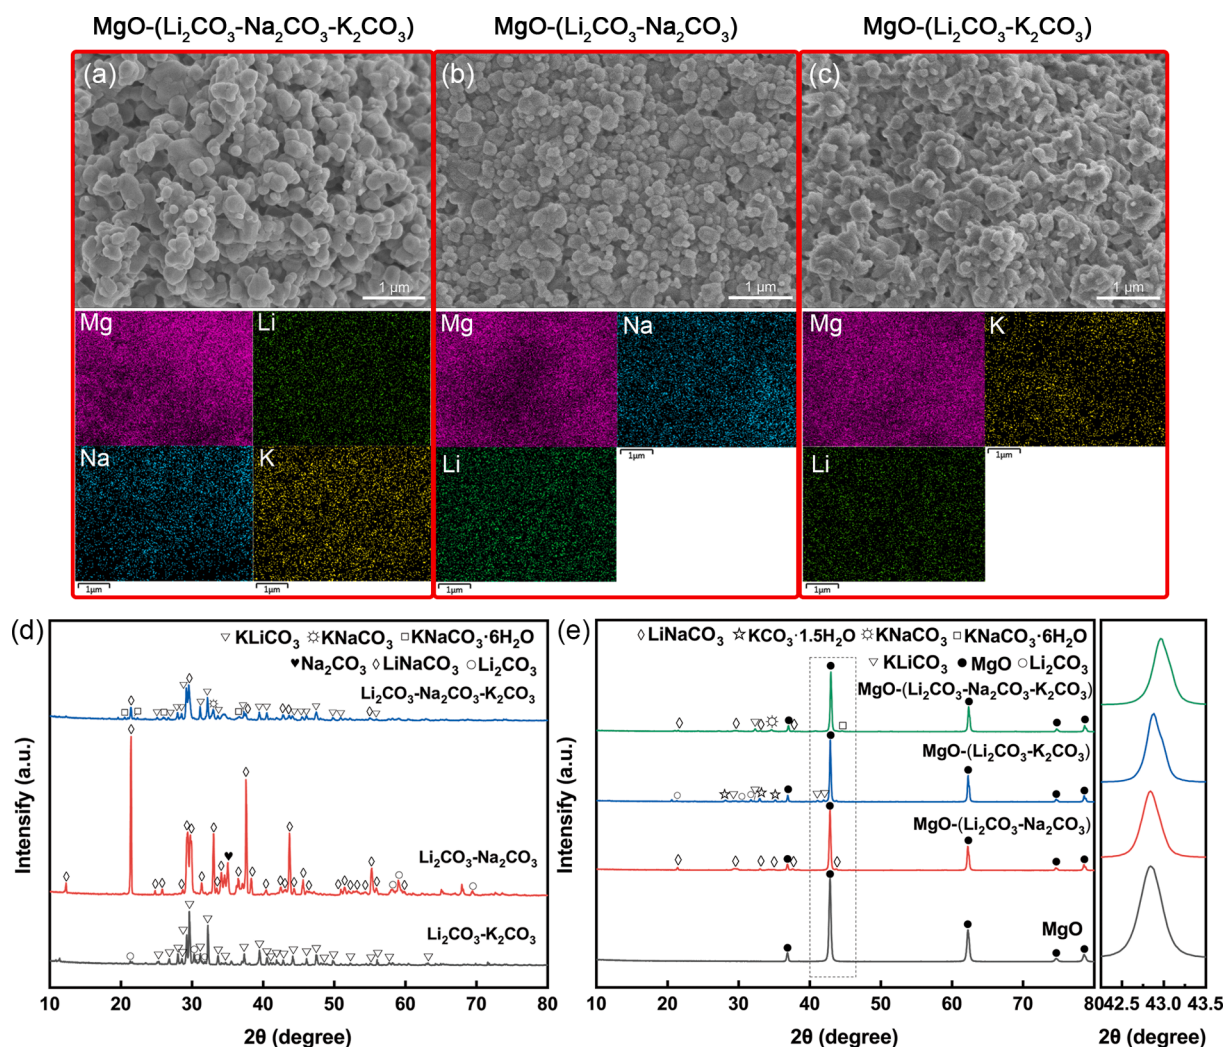 MgO-(Li₂CO₃-Na₂CO₃-K₂CO₃) MgO-(Li₂CO₃-Na₂CO₃) MgO-(Li₂CO₃-K₂CO₃)
(a) (b) (c)
1 μm 1 μm 1 μm
Mg Li Mg Na Mg K
1μm 1μm
Na K Li Li
1μm 1μm 1μm
(d)
▽ KLiCO₃ ☼ KNaCO₃ □ KNaCO₃·6H₂O
♥ Na₂CO₃ ◊ LiNaCO₃ ○ Li₂CO₃
Li₂CO₃-Na₂CO₃-K₂CO₃
Li₂CO₃-Na₂CO₃
Li₂CO₃-K₂CO₃
Intensify (a.u.)
10 20 30 40 50 60 70 80
2θ (degree)
(e)
◊ LiNaCO₃ ☆ KCO₃·1.5H₂O ☼ KNaCO₃ □ KNaCO₃·6H₂O
▽ KLiCO₃ ● MgO ○ Li₂CO₃
MgO-(Li₂CO₃-Na₂CO₃-K₂CO₃)
MgO-(Li₂CO₃-K₂CO₃)
MgO-(Li₂CO₃-Na₂CO₃)
MgO
Intensify (a.u.)
10 20 30 40 50 60 70 80
2θ (degree)
0 42.5 43.0 43.5
2θ (degree)